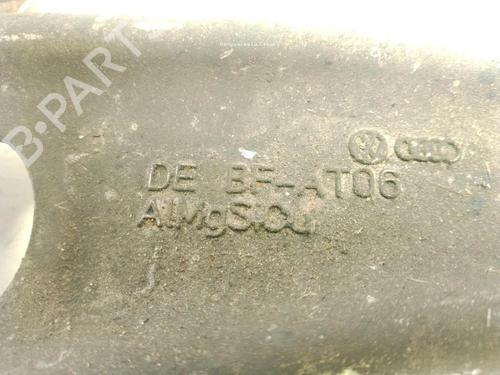 DE BF-AT06
AlMgSiCu
B-PART